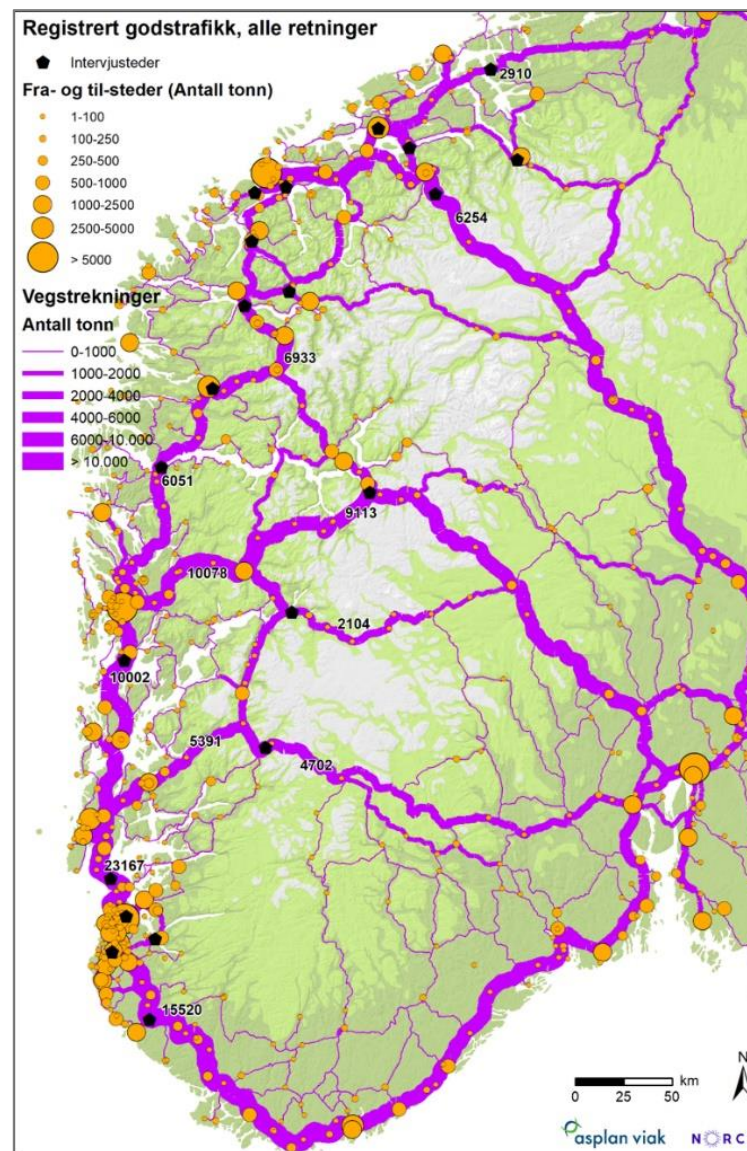 Registrert godstrafikk, alle retninger
Intervjusteder
Fra- og til-steder (Antall tonn)
1-100
100-250
250-500
500-1000
1000-2500
2500-5000
> 5000
Vegstrekninger
Antall tonn
0-1000
1000-2000
2000-4000
4000-6000
6000-10.000
> 10.000
2910
6254
6933
6051
9113
10078
2104
10002
5391
4702
23167
15520
N
km
0 25 50
asplan viak NORC